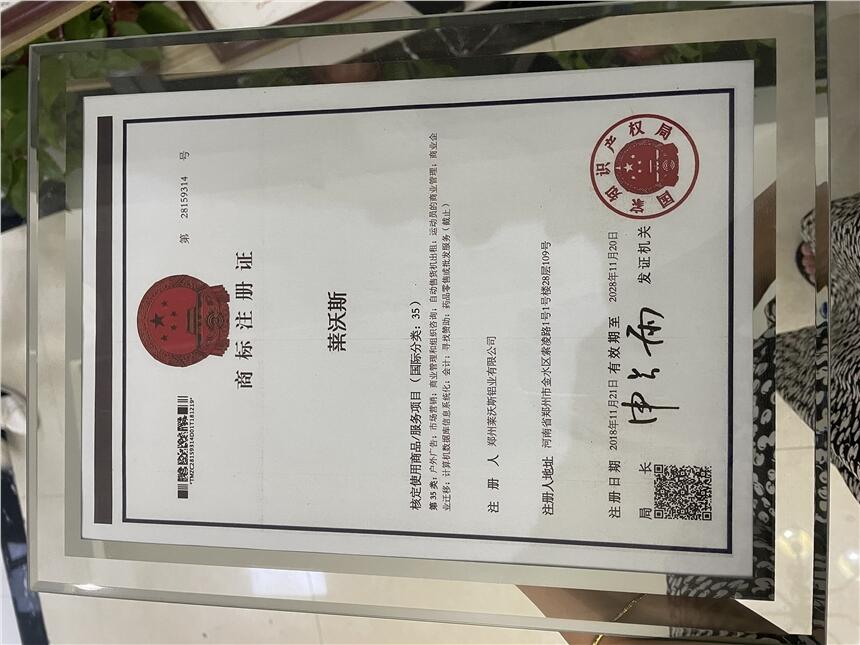 *TMZC28159314D01T181219*
第 28159314 号
商标注册证
莱沃斯
核定使用商品/服务项目（国际分类：35）
第35类：户外广告；市场营销；商业管理和组织咨询；自动售货机出租；运动员的商业管理；商业企
业迁移；计算机数据库信息系统化；会计；寻找赞助；药品零售或批发服务（截止）
注 册 人 郑州莱沃斯铝业有限公司
注册人地址 河南省郑州市金水区索凌路1号1号楼28层109号
注册日期 2018年11月21日 有效期至 2028年11月20日
局 长 申长雨 发证机关
国家知识产权局